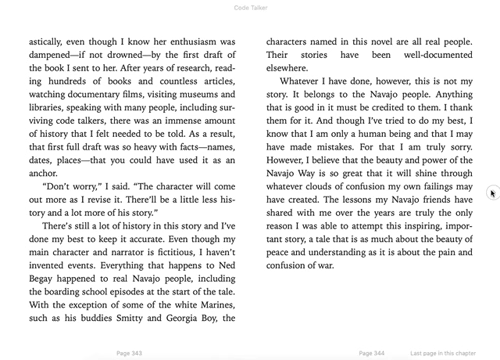 Code Talker
astically, even though I know her enthusiasm was
dampened—if not drowned—by the first draft of
the book I sent to her. After years of research, read-
ing hundreds of books and countless articles,
watching documentary films, visiting museums and
libraries, speaking with many people, including sur-
viving code talkers, there was an immense amount
of history that I felt needed to be told. As a result,
that first full draft was so heavy with facts—names,
dates, places—that you could have used it as an
anchor.
“Don’t worry,” I said. “The character will come
out more as I revise it. There’ll be a little less his-
tory and a lot more of his story.”
There’s still a lot of history in this story and I’ve
done my best to keep it accurate. Even though my
main character and narrator is fictitious, I haven’t
invented events. Everything that happens to Ned
Begay happened to real Navajo people, including
the boarding school episodes at the start of the tale.
With the exception of some of the white Marines,
such as his buddies Smitty and Georgia Boy, the
Page 343
characters named in this novel are all real people.
Their stories have been well-documented
elsewhere.
Whatever I have done, however, this is not my
story. It belongs to the Navajo people. Anything
that is good in it must be credited to them. I thank
them for it. And though I’ve tried to do my best, I
know that I am only a human being and that I may
have made mistakes. For that I am truly sorry.
However, I believe that the beauty and power of the
Navajo Way is so great that it will shine through
whatever clouds of confusion my own failings may
have created. The lessons my Navajo friends have
shared with me over the years are truly the only
reason I was able to attempt this inspiring, impor-
tant story, a tale that is as much about the beauty of
peace and understanding as it is about the pain and
confusion of war.
Page 344
Last page in this chapter